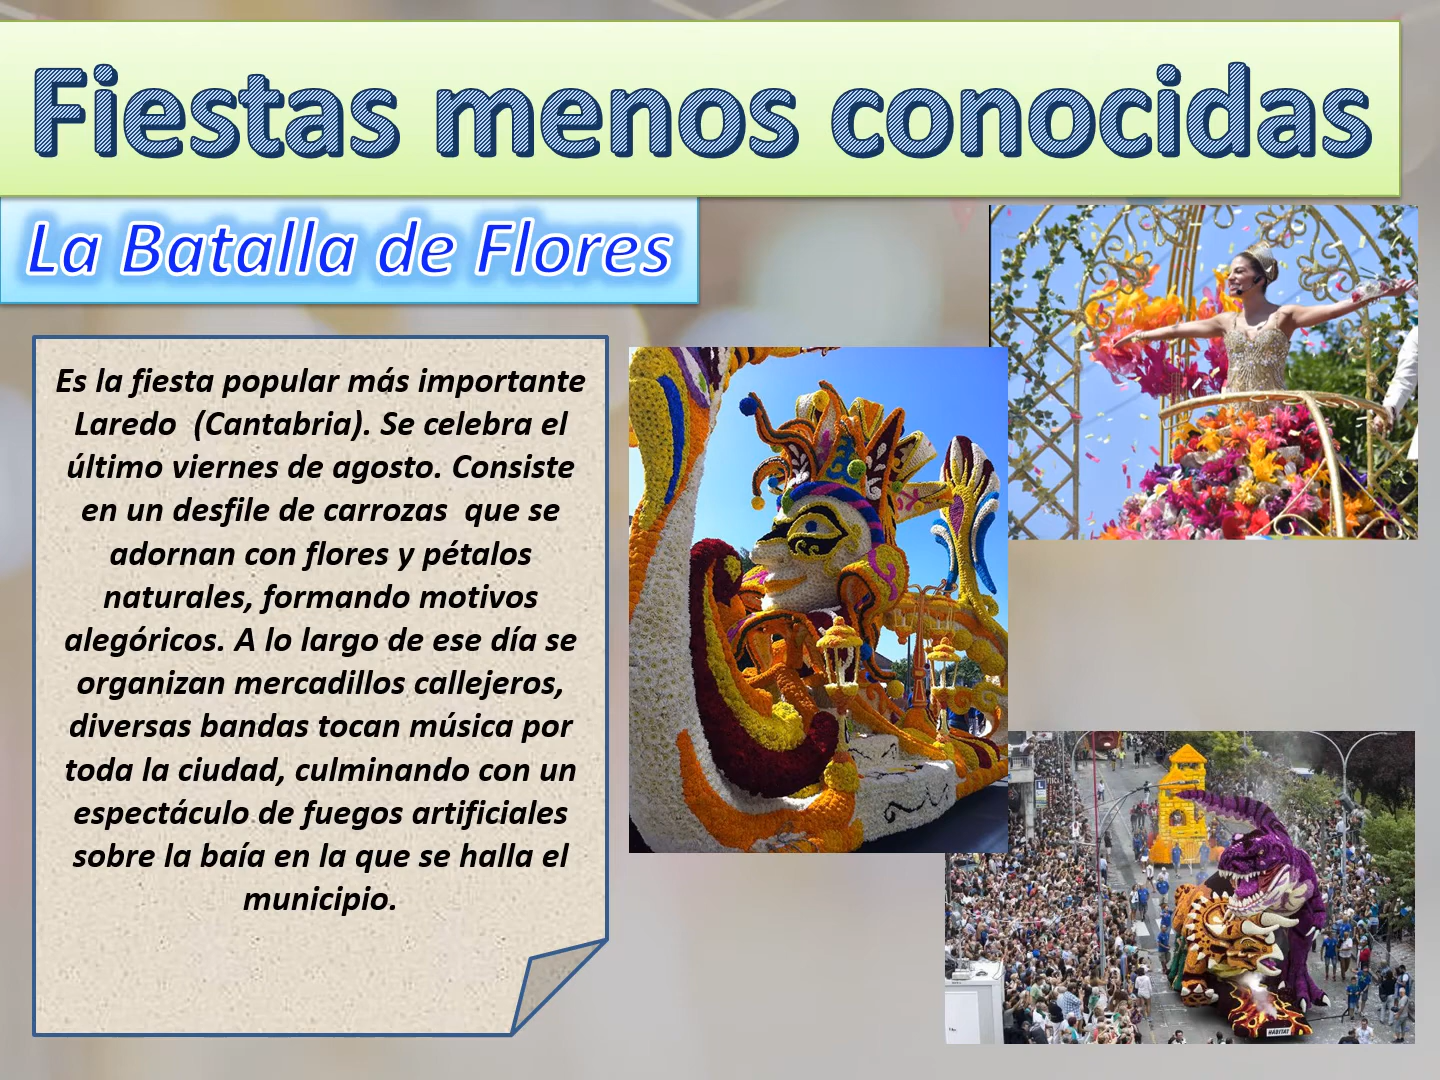 Fiestas menos conocidas
La Batalla de Flores
Es la fiesta popular más importante
Laredo  (Cantabria). Se celebra el
último viernes de agosto. Consiste
en un desfile de carrozas  que se
adornan con flores y pétalos
naturales, formando motivos
alegóricos. A lo largo de ese día se
organizan mercadillos callejeros,
diversas bandas tocan música por
toda la ciudad, culminando con un
espectáculo de fuegos artificiales
sobre la baía en la que se halla el
municipio.
HABITAT